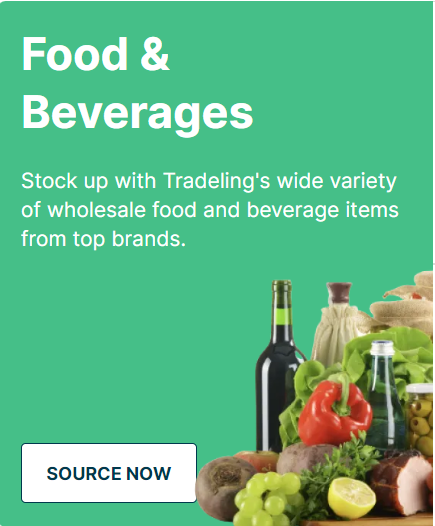 Food &
Beverages
Stock up with Tradeling's wide variety
of wholesale food and beverage items
from top brands.
SOURCE NOW